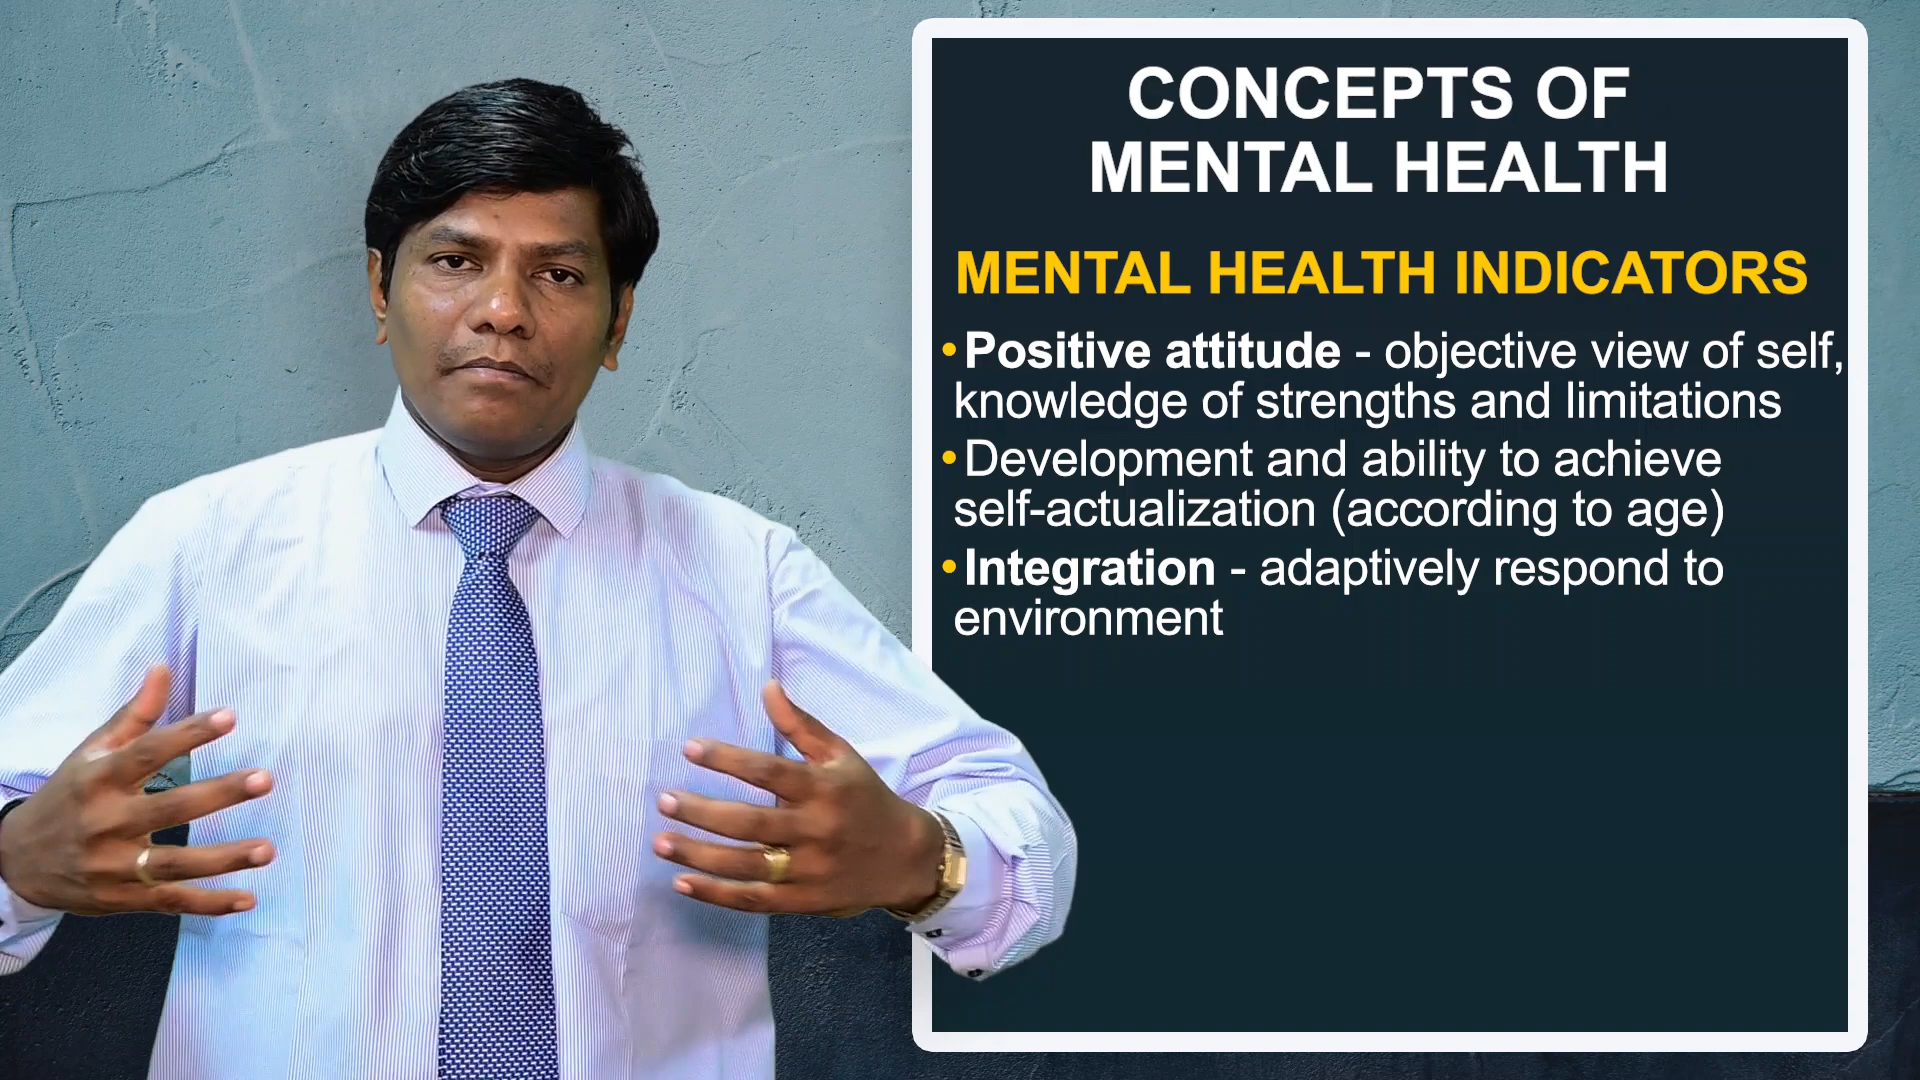 CONCEPTS OF
MENTAL HEALTH
MENTAL HEALTH INDICATORS
•Positive attitude - objective view of self,
knowledge of strengths and limitations
•Development and ability to achieve
self-actualization (according to age)
•Integration - adaptively respond to
environment